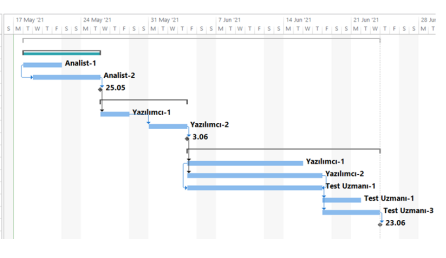 17 May '21 24 May '21 31 May '21 7 Jun '21 14 Jun '21 21 Jun '21
S M T W T F S S M T W T F S S M T W T F S S M T W T F S S M T W T F S S M T W T F S S M T
Analist-1
Analist-2
25.05
Yazılımcı-1
Yazılımcı-2
3.06
Yazılımcı-1
Yazılımcı-2
Test Uzmanı-1
Test Uzmanı-1
Test Uzmanı-3
23.06